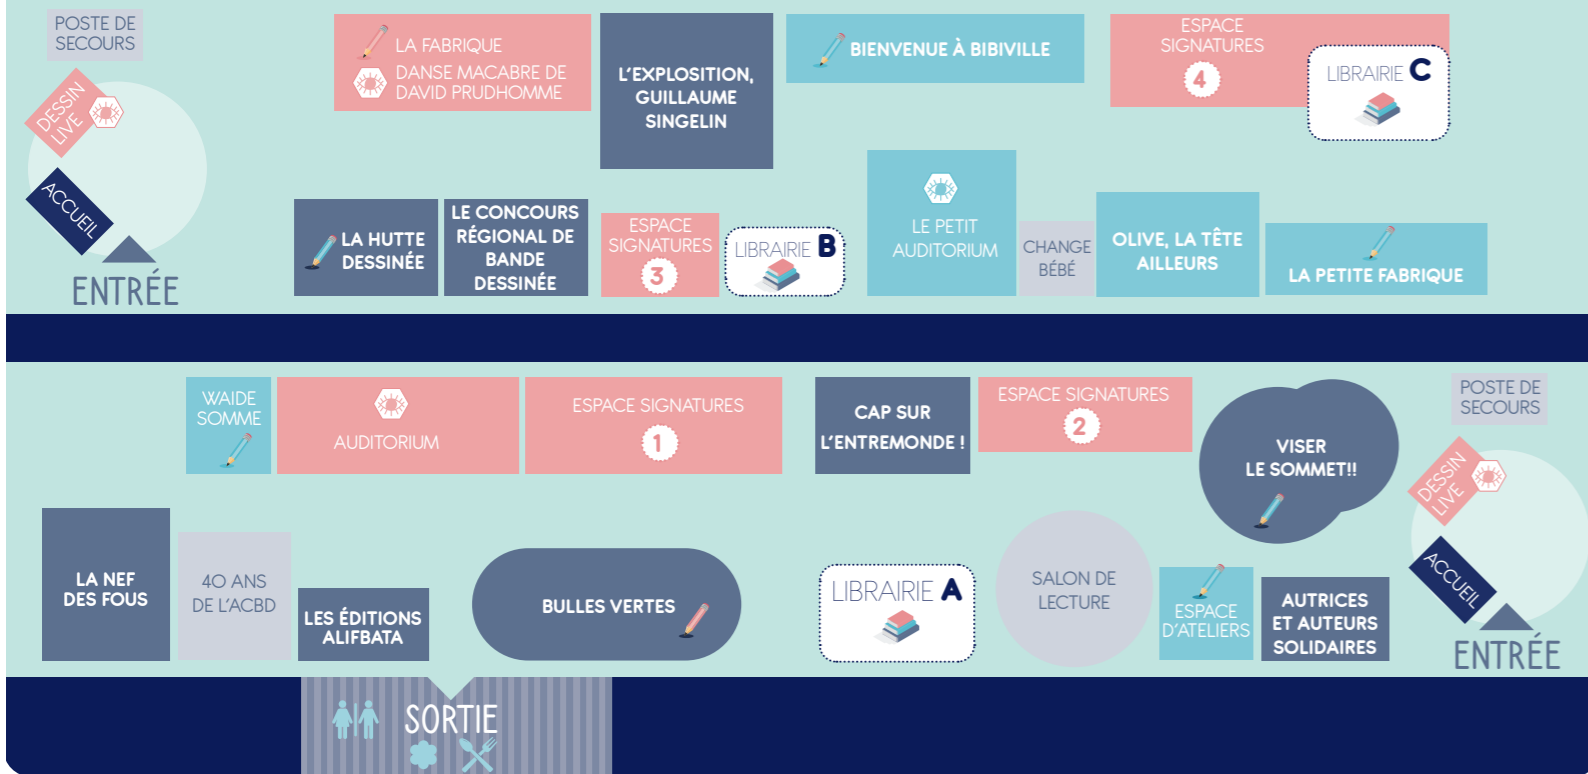 POSTE DE
SECOURS
DESSIN
LIVE
ACCUEIL
ENTRÉE
LA FABRIQUE
DANSE MACABRE DE
DAVID PRUDHOMME
L'EXPLOSITION,
GUILLAUME
SINGELIN
BIENVENUE À BIBIVILLE
ESPACE
SIGNATURES
4
LIBRAIRIE C
LA HUTTE
DESSINÉE
LE CONCOURS
RÉGIONAL DE
BANDE
DESSINÉE
ESPACE
SIGNATURES
3
LIBRAIRIE B
LE PETIT
AUDITORIUM
CHANGE
BÉBÉ
OLIVE, LA TÊTE
AILLEURS
LA PETITE FABRIQUE
WAIDE
SOMME
AUDITORIUM
ESPACE SIGNATURES
1
CAP SUR
L'ENTREMONDE !
ESPACE SIGNATURES
2
VISER
LE SOMMET!!
POSTE DE
SECOURS
DESSIN
LIVE
ACCUEIL
ENTRÉE
LA NEF
DES FOUS
40 ANS
DE L'ACBD
LES ÉDITIONS
ALIFBATA
BULLES VERTES
LIBRAIRIE A
SALON DE
LECTURE
ESPACE
D'ATELIERS
AUTRICES
ET AUTEURS
SOLIDAIRES
SORTIE